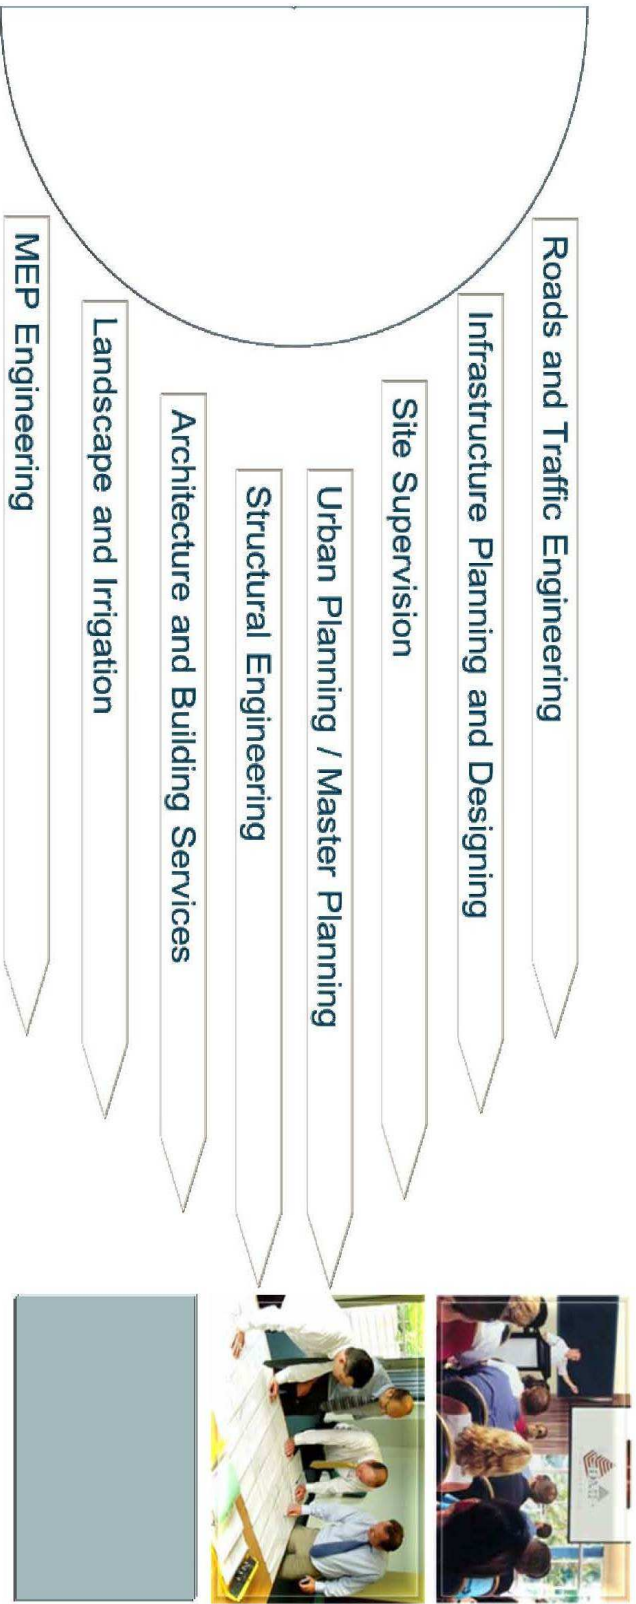 Roads and Traffic Engineering
Infrastructure Planning and Designing
Site Supervision
Urban Planning / Master Planning
Structural Engineering
Architecture and Building Services
Landscape and Irrigation
MEP Engineering